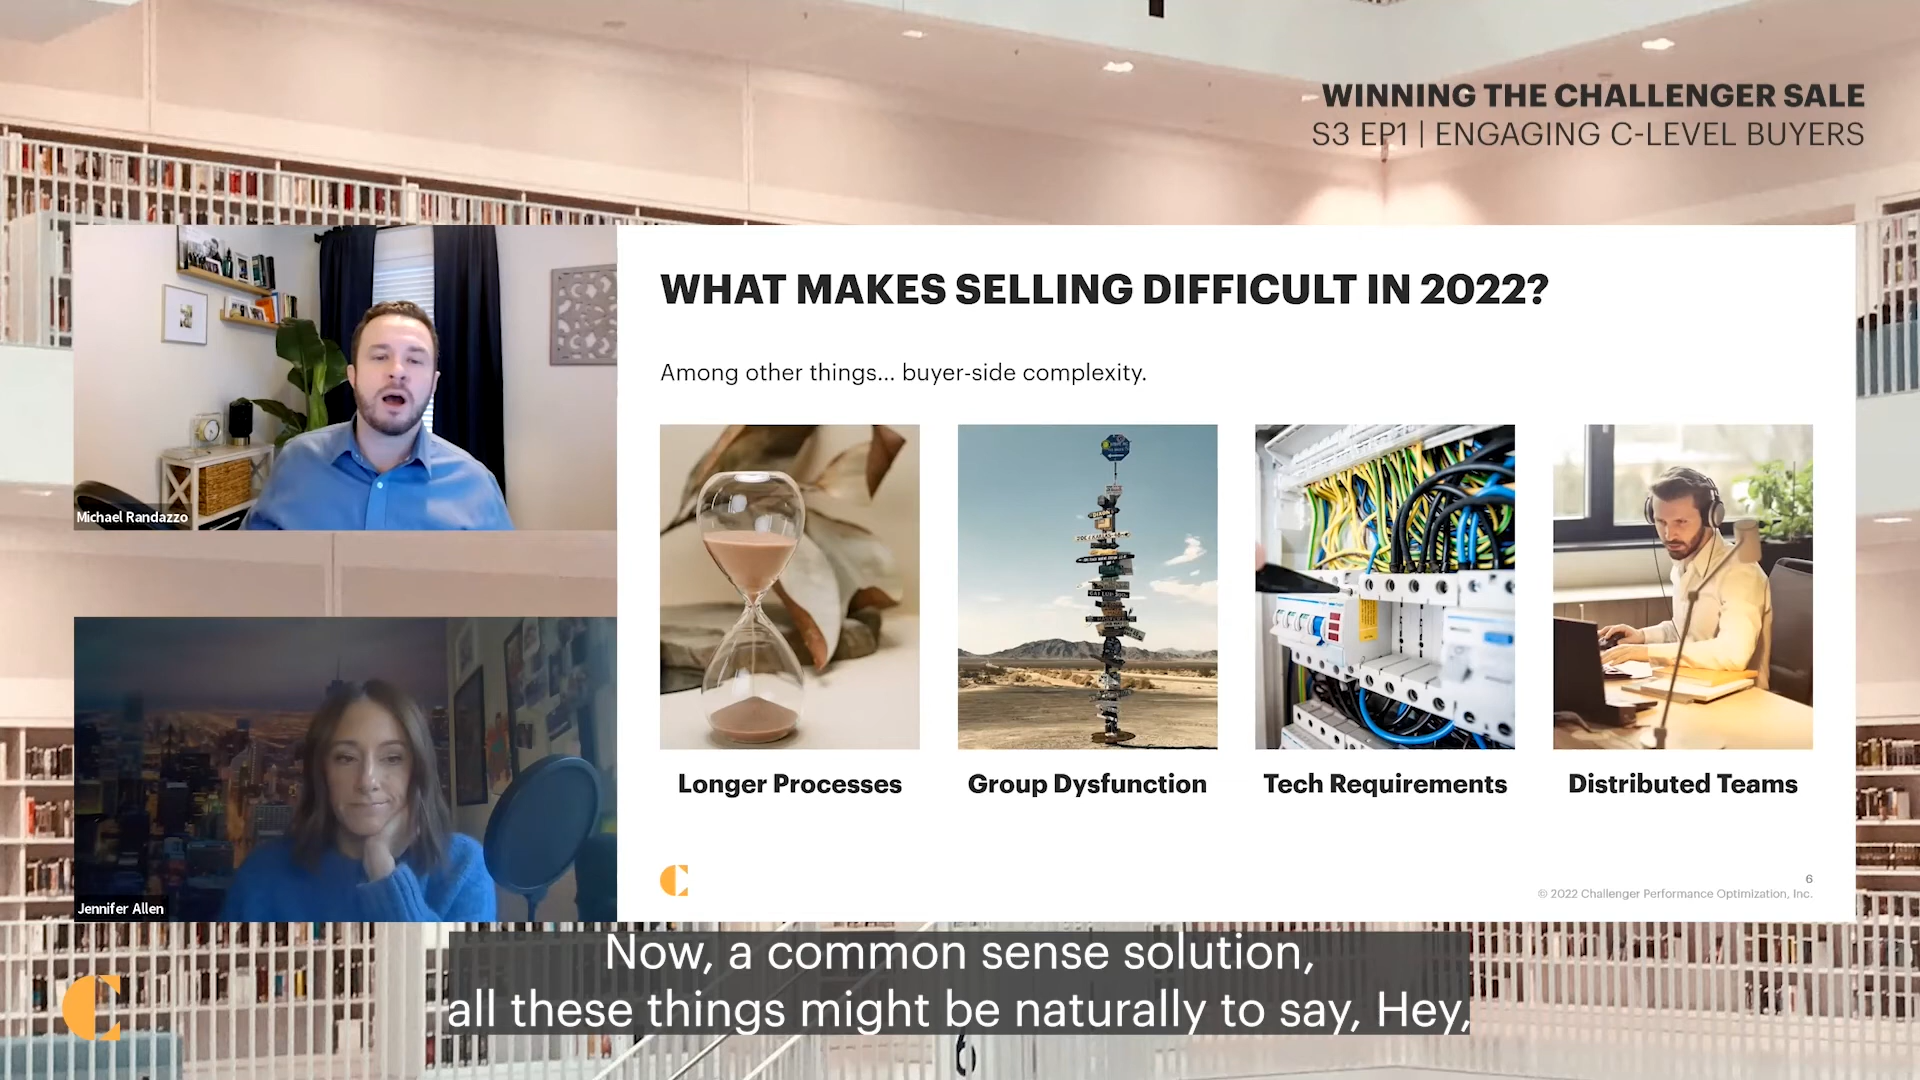 WINNING THE CHALLENGER SALE
S3 EP1 | ENGAGING C-LEVEL BUYERS
Michael Randazzo
WHAT MAKES SELLING DIFFICULT IN 2022?
Among other things... buyer-side complexity.
Longer Processes
Group Dysfunction
Tech Requirements
Distributed Teams
6
© 2022 Challenger Performance Optimization, Inc.
Jennifer Allen
Now, a common sense solution,
all these things might be naturally to say, Hey,